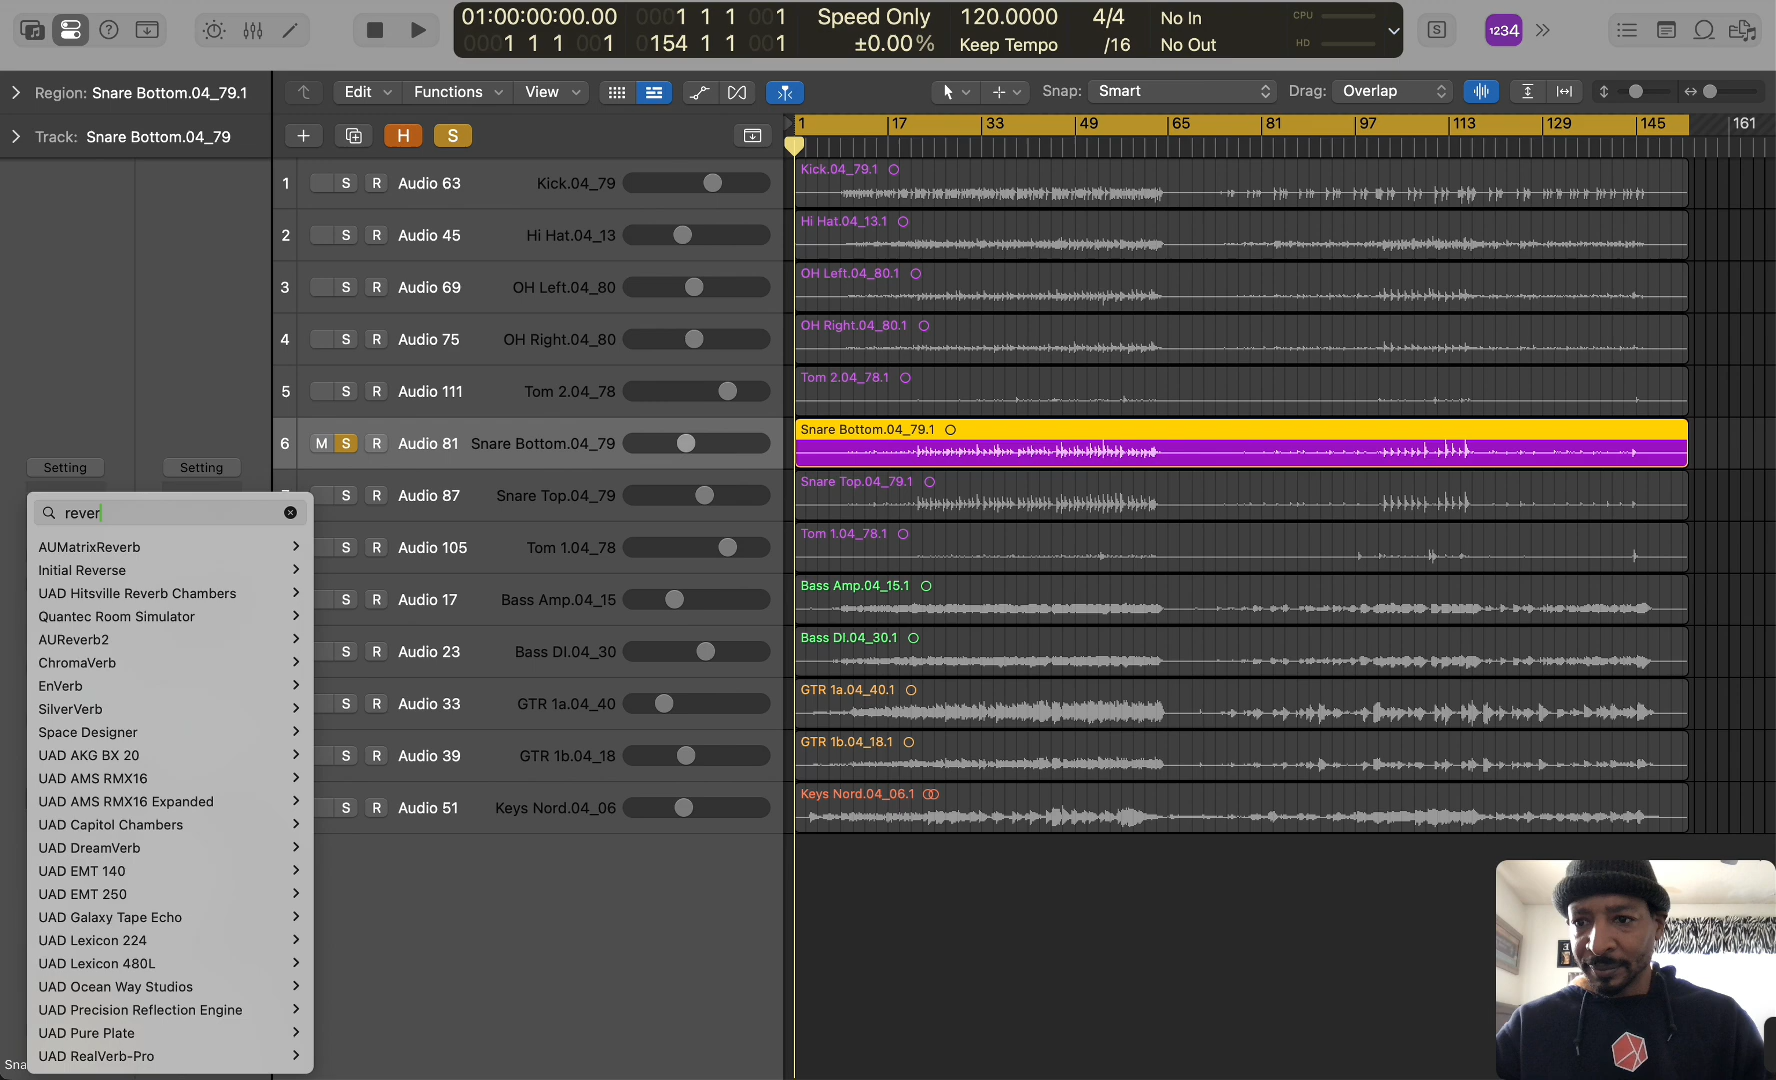 01:00:00:00.00
0001 1 1 001
Speed Only
120.0000
4/4
No In
CPU
S
1234
0001 1 1 001
0154 1 1 001
±0.00%
Keep Tempo
/16
No Out
HD
Region: Snare Bottom.04_79.1
Edit
Functions
View
Snap: Smart
Drag: Overlap
Track: Snare Bottom.04_79
H
S
1 17 33 49 65 81 97 113 129 145 161
1 S R Audio 63 Kick.04_79
Kick.04_79.1
2 S R Audio 45 Hi Hat.04_13
Hi Hat.04_13.1
3 S R Audio 69 OH Left.04_80
OH Left.04_80.1
4 S R Audio 75 OH Right.04_80
OH Right.04_80.1
5 S R Audio 111 Tom 2.04_78
Tom 2.04_78.1
6 M S R Audio 81 Snare Bottom.04_79
Snare Bottom.04_79.1
Setting
Setting
S R Audio 87 Snare Top.04_79
Snare Top.04_79.1
S R Audio 105 Tom 1.04_78
Tom 1.04_78.1
S R Audio 17 Bass Amp.04_15
Bass Amp.04_15.1
S R Audio 23 Bass DI.04_30
Bass DI.04_30.1
S R Audio 33 GTR 1a.04_40
GTR 1a.04_40.1
S R Audio 39 GTR 1b.04_18
GTR 1b.04_18.1
S R Audio 51 Keys Nord.04_06
Keys Nord.04_06.1
rever
AUMatrixReverb
Initial Reverse
UAD Hitsville Reverb Chambers
Quantec Room Simulator
AUReverb2
ChromaVerb
EnVerb
SilverVerb
Space Designer
UAD AKG BX 20
UAD AMS RMX16
UAD AMS RMX16 Expanded
UAD Capitol Chambers
UAD DreamVerb
UAD EMT 140
UAD EMT 250
UAD Galaxy Tape Echo
UAD Lexicon 224
UAD Lexicon 480L
UAD Ocean Way Studios
UAD Precision Reflection Engine
UAD Pure Plate
UAD RealVerb-Pro
Sna